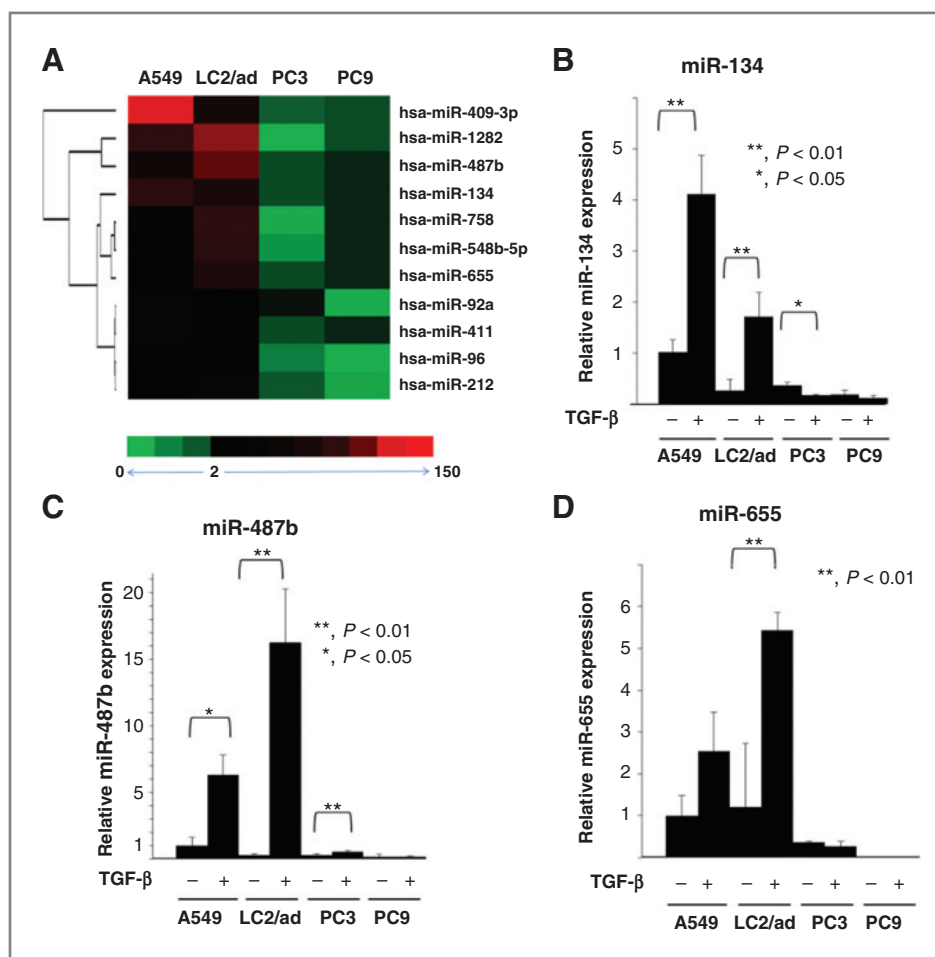 A
A549 LC2/ad PC3 PC9
hsa-miR-409-3p
hsa-miR-1282
hsa-miR-487b
hsa-miR-134
hsa-miR-758
hsa-miR-548b-5p
hsa-miR-655
hsa-miR-92a
hsa-miR-411
hsa-miR-96
hsa-miR-212
0 2 150
B
miR-134
Relative miR-134 expression
5
4
3
2
1
**
**
*
**, P < 0.01
*, P < 0.05
TGF-β – + – + – + – +
A549 LC2/ad PC3 PC9
C
miR-487b
Relative miR-487b expression
20
15
10
5
1
*
**
**
**, P < 0.01
*, P < 0.05
TGF-β – + – + – + – +
A549 LC2/ad PC3 PC9
D
miR-655
Relative miR-655 expression
6
5
4
3
2
1
**
**, P < 0.01
TGF-β – + – + – + – +
A549 LC2/ad PC3 PC9